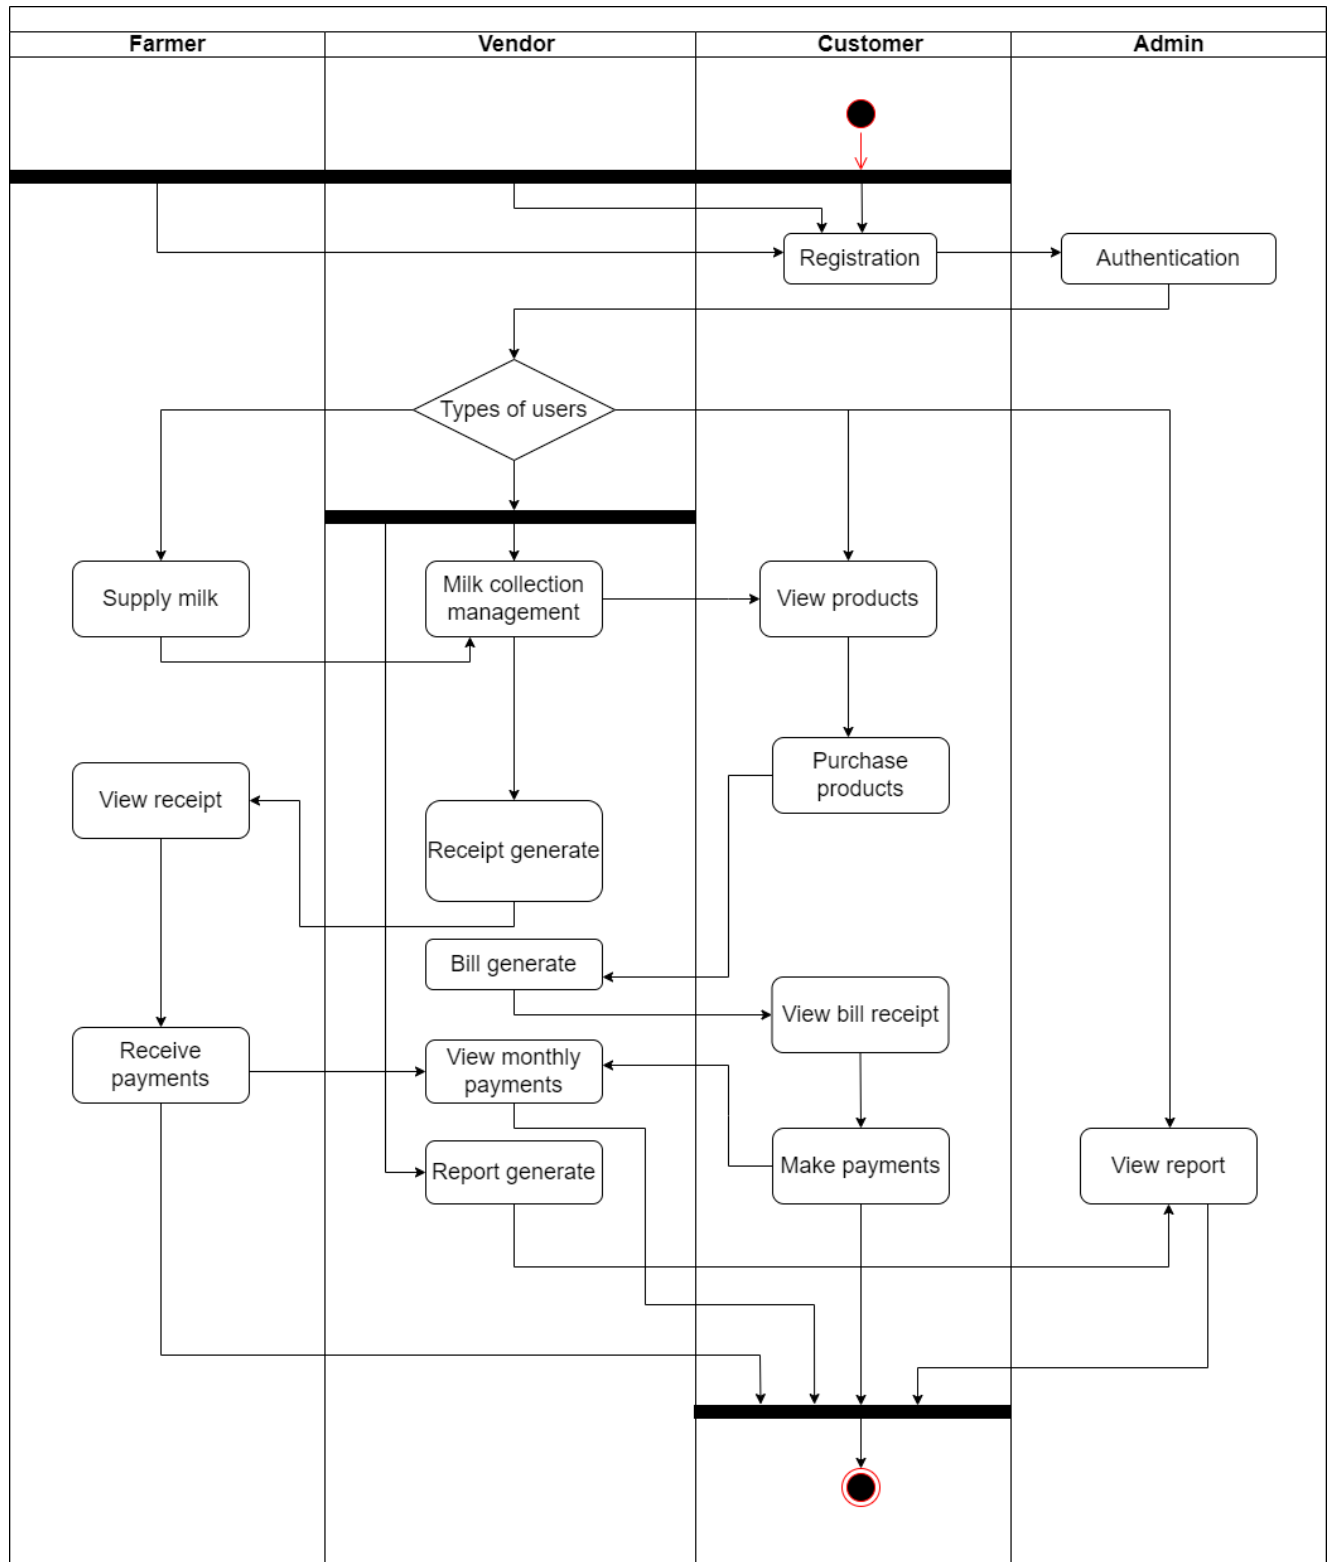 Farmer
Vendor
Customer
Admin
Registration
Authentication
Types of users
Supply milk
Milk collection
management
View products
Purchase
products
View receipt
Receipt generate
Bill generate
View bill receipt
Receive
payments
View monthly
payments
Report generate
Make payments
View report